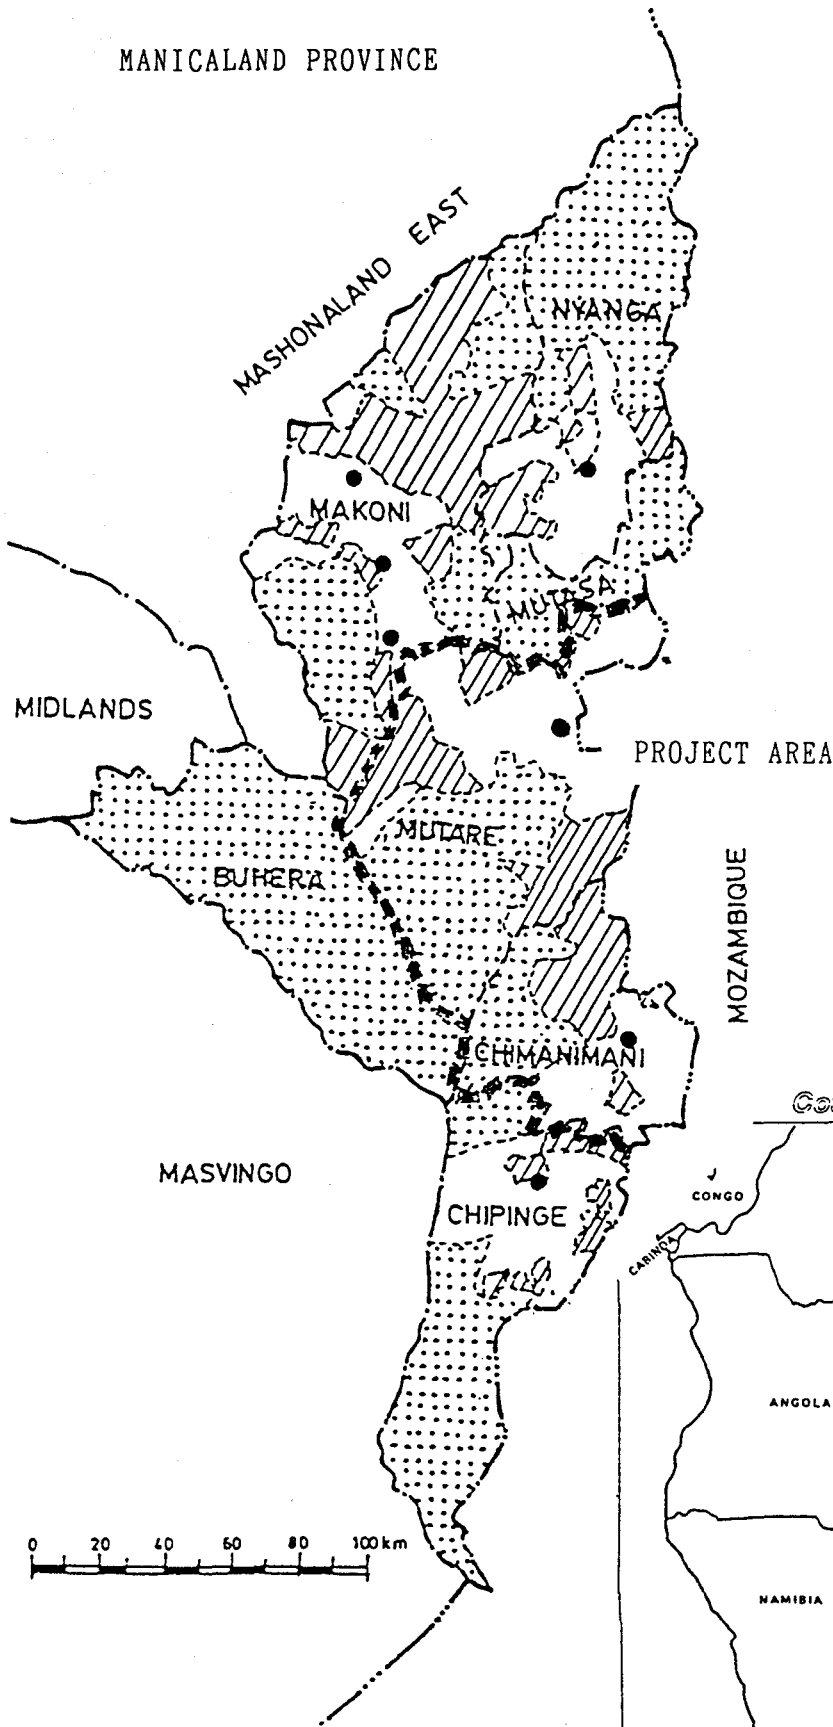 MANICALAND PROVINCE
MASHONALAND EAST
NYANGA
MAKONI
MUTASA
MIDLANDS
PROJECT AREA
MUTARE
BUHERA
MOZAMBIQUE
CHIMANIMANI
MASVINGO
CONGO
CHIPINGE
CABINDA
ANGOLA
0 20 40 60 80 100 km
NAMIBIA